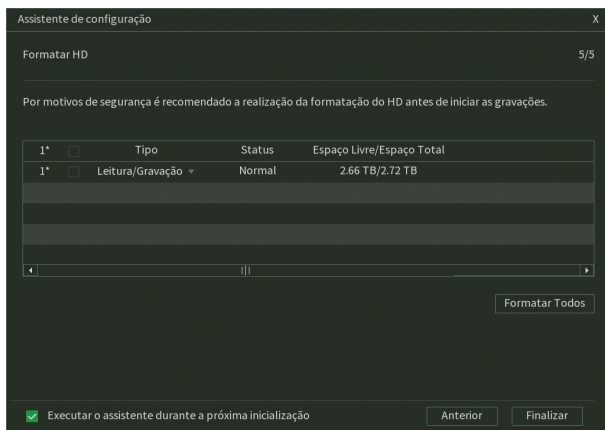 Assistente de configuração X
Formatar HD 5/5
Por motivos de segurança é recomendado a realização da formatação do HD antes de iniciar as gravações.
1* Tipo Status Espaço Livre/Espaço Total
1* Leitura/Gravação Normal 2.66 TB/2.72 TB
Formatar Todos
Executar o assistente durante a próxima inicialização Anterior Finalizar